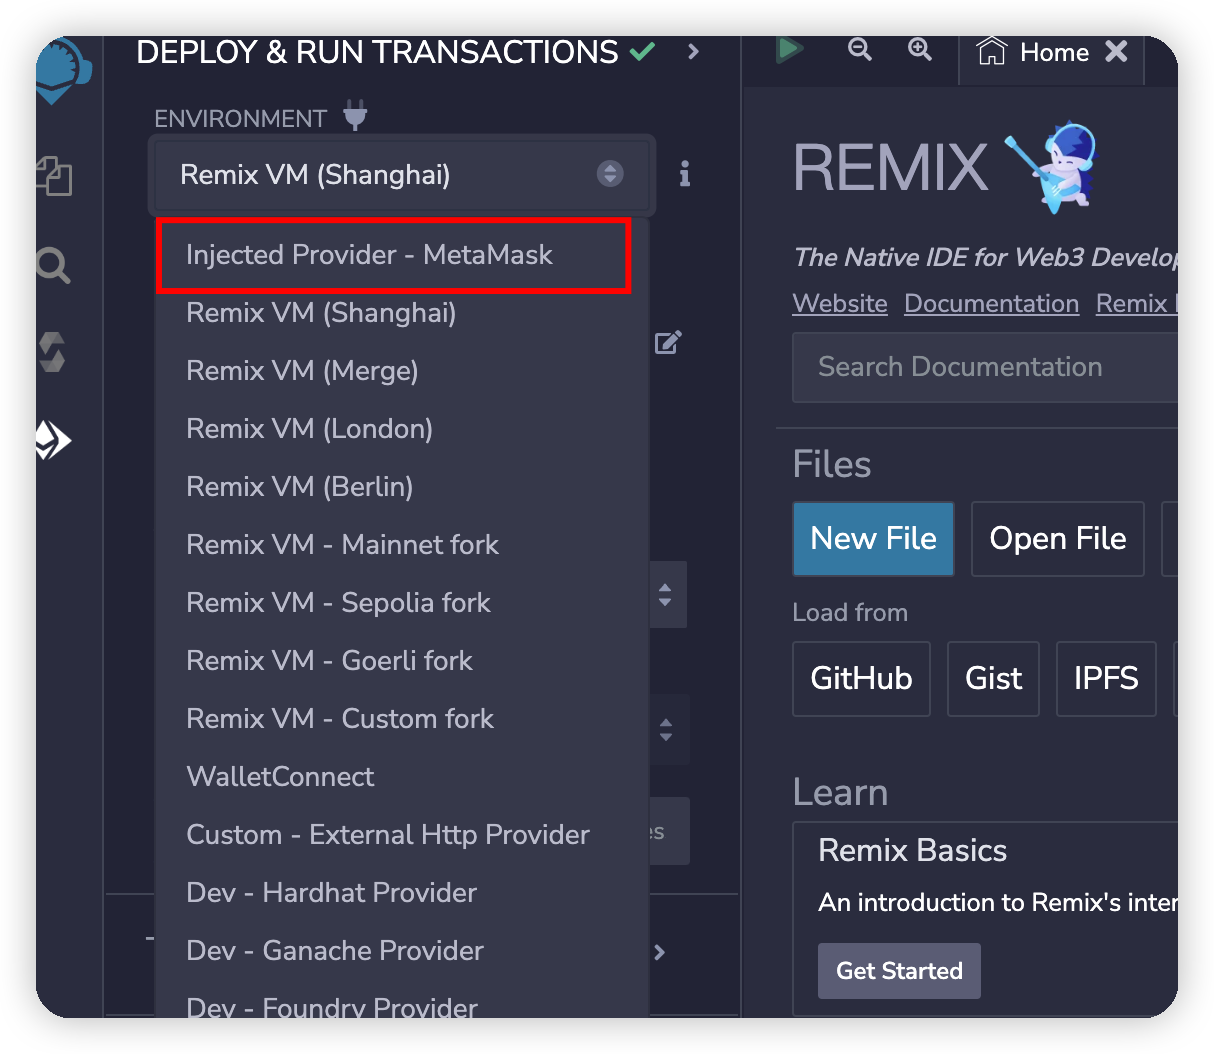 DEPLOY & RUN TRANSACTIONS
ENVIRONMENT
Remix VM (Shanghai)
Injected Provider - MetaMask
Remix VM (Shanghai)
Remix VM (Merge)
Remix VM (London)
Remix VM (Berlin)
Remix VM - Mainnet fork
Remix VM - Sepolia fork
Remix VM - Goerli fork
Remix VM - Custom fork
WalletConnect
Custom - External Http Provider
Dev - Hardhat Provider
Dev - Ganache Provider
Dev - Foundry Provider
Home
REMIX
The Native IDE for Web3 Develop
Website Documentation Remix
Search Documentation
Files
New File Open File
Load from
GitHub Gist IPFS
Learn
Remix Basics
An introduction to Remix's inter
Get Started